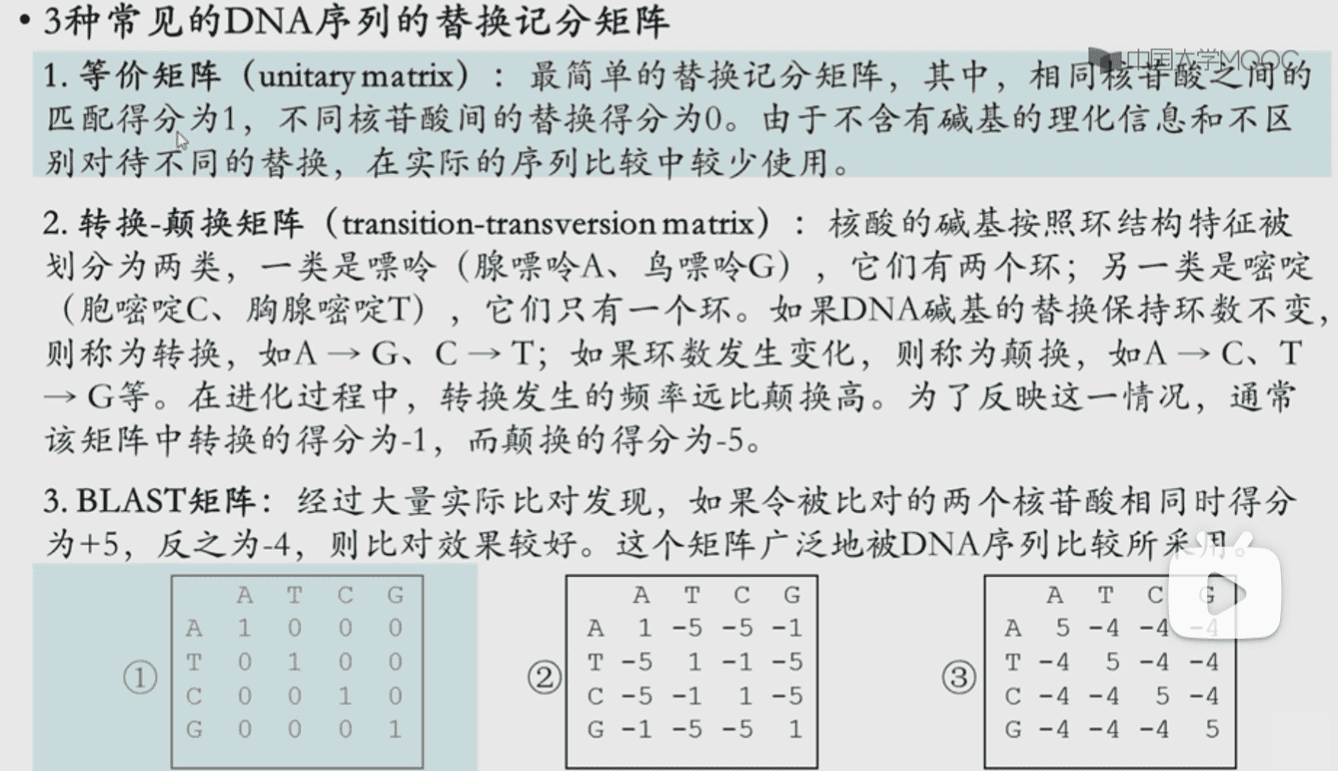 • 3种常见的DNA序列的替换记分矩阵
中国大学MOOC
1. 等价矩阵（unitary matrix）：最简单的替换记分矩阵，其中，相同核苷酸之间的
匹配得分为1，不同核苷酸间的替换得分为0。由于不含有碱基的理化信息和不区
别对待不同的替换，在实际的序列比较中较少使用。
2. 转换-颠换矩阵（transition-transversion matrix）：核酸的碱基按照环结构特征被
划分为两类，一类是嘌呤（腺嘌呤A、鸟嘌呤G），它们有两个环；另一类是嘧啶
（胞嘧啶C、胸腺嘧啶T），它们只有一个环。如果DNA碱基的替换保持环数不变，
则称为转换，如A → G、C → T；如果环数发生变化，则称为颠换，如A → C、T
→ G等。在进化过程中，转换发生的频率远比颠换高。为了反映这一情况，通常
该矩阵中转换的得分为-1，而颠换的得分为-5。
3. BLAST矩阵：经过大量实际比对发现，如果令被比对的两个核苷酸相同时得分
为+5，反之为-4，则比对效果较好。这个矩阵广泛地被DNA序列比较所采用。
①
A T C G
A 1 0 0 0
T 0 1 0 0
C 0 0 1 0
G 0 0 0 1
②
A T C G
A 1 -5 -5 -1
T -5 1 -1 -5
C -5 -1 1 -5
G -1 -5 -5 1
③
A T C G
A 5 -4 -4 -4
T -4 5 -4 -4
C -4 -4 5 -4
G -4 -4 -4 5